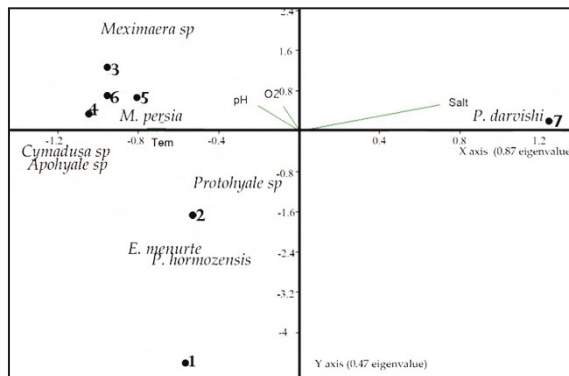 2.4
Meximaera sp
1.6
3
0.8
6 5
4
O2
pH
Salt
M. persia
P. darvishi 7
-1.2 -0.8 -0.4 0.4 0.8 1.2
Tem
X axis (0.87 eigenvalue)
Cymadusa sp
Apohyale sp
-0.8
Protohyale sp
-1.6
2
E. menurte
-2.4
P. hormozensis
-3.2
-4
1
Y axis (0.47 eigenvalue)